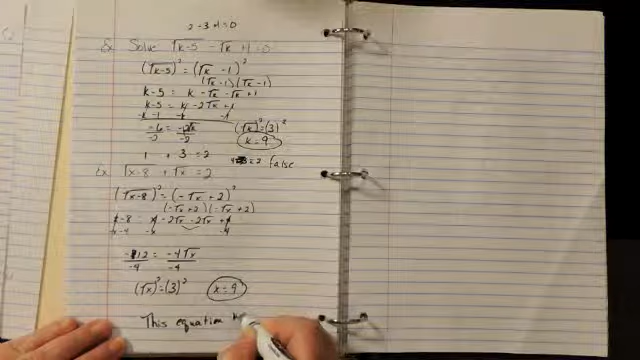 2 - 3 + 1 = 0
Ex Solve √k-5 - √k + 1 = 0
(√k-5)² = (√k - 1)²
(√k - 1)(√k - 1)
k-5 = k - √k - √k + 1
k-5 = k - 2√k + 1
-k -1 -k -1
-6 = -2√k
-2 -2
(√k)² = (3)²
k = 9
1 + 3 = 2
4 = 2 False
Ex √x-8 + √x = 2
(√x-8)² = (-√x + 2)²
(-√x + 2)(-√x + 2)
x-8 = x - 2√x - 2√x + 4
-x -4 -x -4
-12 = -4√x
-4 -4
(√x)² = (3)²
x = 9
This equation